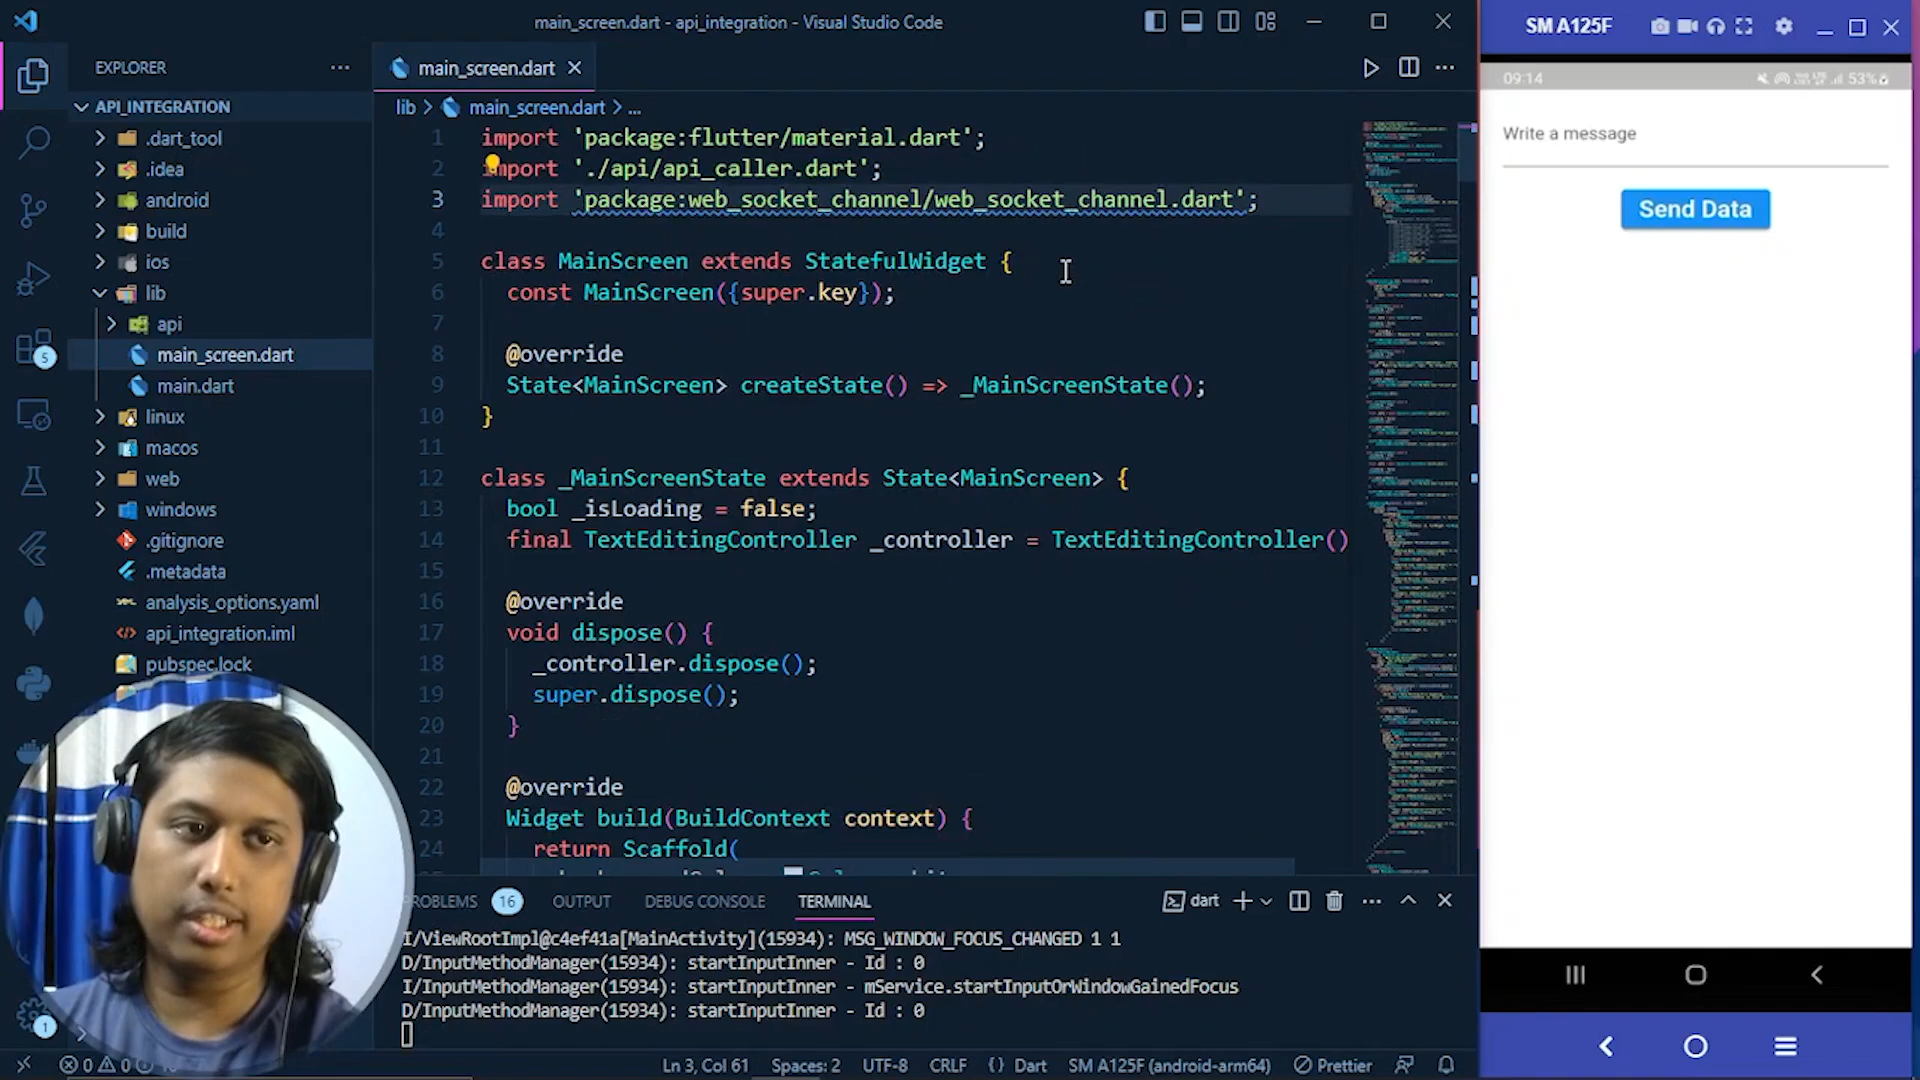 main_screen.dart - api_integration - Visual Studio Code
EXPLORER
API_INTEGRATION
.dart_tool
.idea
android
build
ios
lib
api
main_screen.dart
main.dart
linux
macos
web
windows
.gitignore
.metadata
analysis_options.yaml
api_integration.iml
pubspec.lock
5
1
main_screen.dart
lib > main_screen.dart > ...
1 import 'package:flutter/material.dart';
2 import './api/api_caller.dart';
3 import 'package:web_socket_channel/web_socket_channel.dart';
4
5 class MainScreen extends StatefulWidget {
6 const MainScreen({super.key});
7
8 @override
9 State<MainScreen> createState() => _MainScreenState();
10 }
11
12 class _MainScreenState extends State<MainScreen> {
13 bool _isLoading = false;
14 final TextEditingController _controller = TextEditingController()
15
16 @override
17 void dispose() {
18 _controller.dispose();
19 super.dispose();
20 }
21
22 @override
23 Widget build(BuildContext context) {
24 return Scaffold(
ROBLEMS 16 OUTPUT DEBUG CONSOLE TERMINAL dart
I/ViewRootImpl@c4ef41a[MainActivity](15934): MSG_WINDOW_FOCUS_CHANGED 1 1
D/InputMethodManager(15934): startInputInner - Id : 0
I/InputMethodManager(15934): startInputInner - mService.startInputOrWindowGainedFocus
D/InputMethodManager(15934): startInputInner - Id : 0
0 0 Ln 3, Col 61 Spaces: 2 UTF-8 CRLF {} Dart SM A125F (android-arm64) Prettier
SM A125F
09:14 53%
Write a message
Send Data